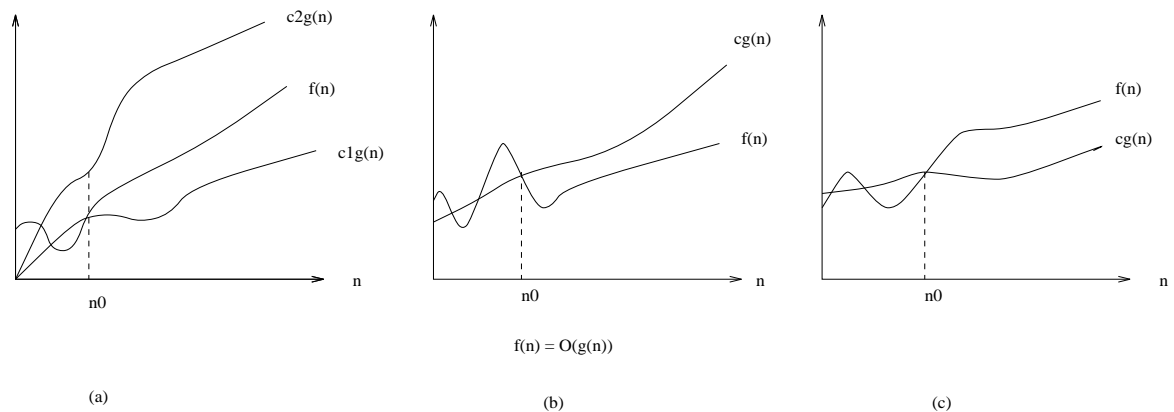 c2g(n)
f(n)
c1g(n)
n
n0
(a)
cg(n)
f(n)
n
n0
f(n) = O(g(n))
(b)
f(n)
cg(n)
n
n0
(c)